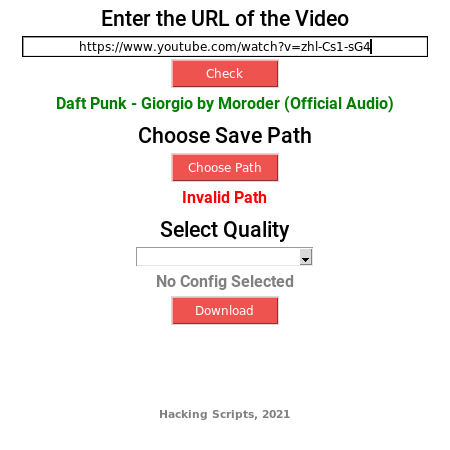 Enter the URL of the Video
https://www.youtube.com/watch?v=zhl-Cs1-sG4
Check
Daft Punk - Giorgio by Moroder (Official Audio)
Choose Save Path
Choose Path
Invalid Path
Select Quality
No Config Selected
Download
Hacking Scripts, 2021